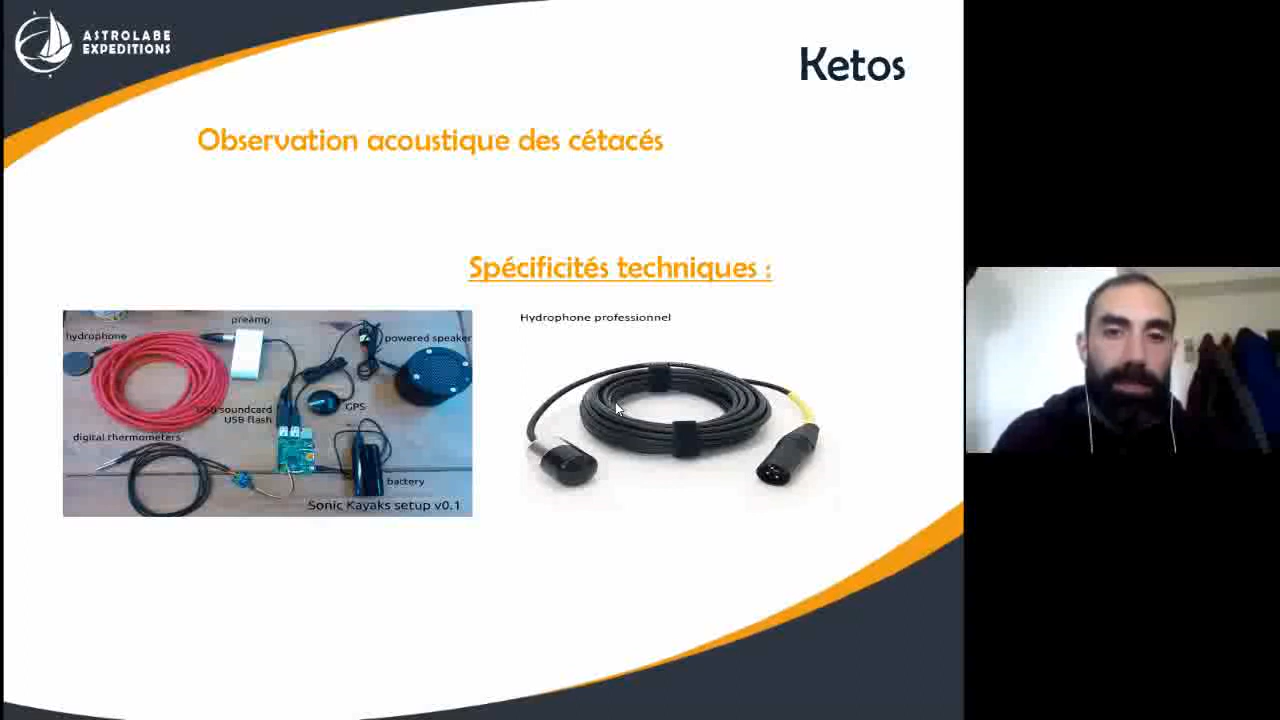 ASTROLABE
EXPEDITIONS
Ketos
Observation acoustique des cétacés
Spécificités techniques :
preamp
hydrophone
powered speaker
USB soundcard
USB flash
GPS
digital thermometers
battery
Sonic Kayaks setup v0.1
Hydrophone professionnel